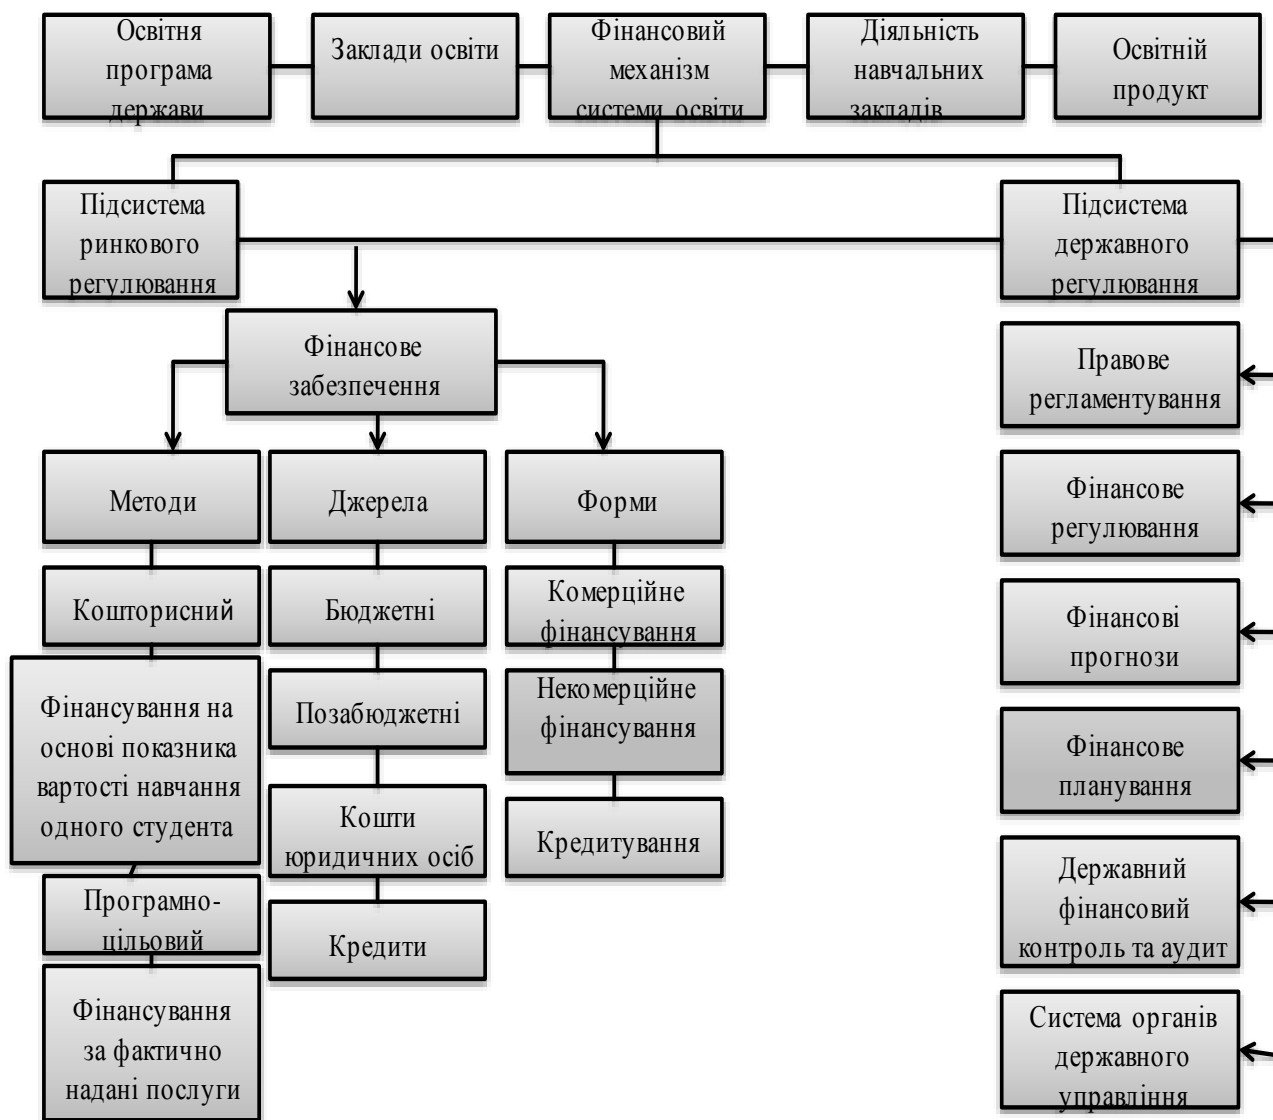 Освітня
програма
держави
Заклади освіти
Фінансовий
механізм
системи освіти
Діяльність
навчальних
закладів
Освітній
продукт
Підсистема
ринкового
регулювання
Підсистема
державного
регулювання
Фінансове
забезпечення
Правове
регламентування
Методи
Джерела
Форми
Фінансове
регулювання
Кошторисний
Бюджетні
Комерційне
фінансування
Фінансові
прогнози
Фінансування на
основі показника
вартості навчання
одного студента
Позабюджетні
Некомерційне
фінансування
Фінансове
планування
Кошти
юридичних осіб
Кредитування
Державний
фінансовий
контроль та аудит
Програмно-
цільовий
Кредити
Фінансування
за фактично
надані послуги
Система органів
державного
управління